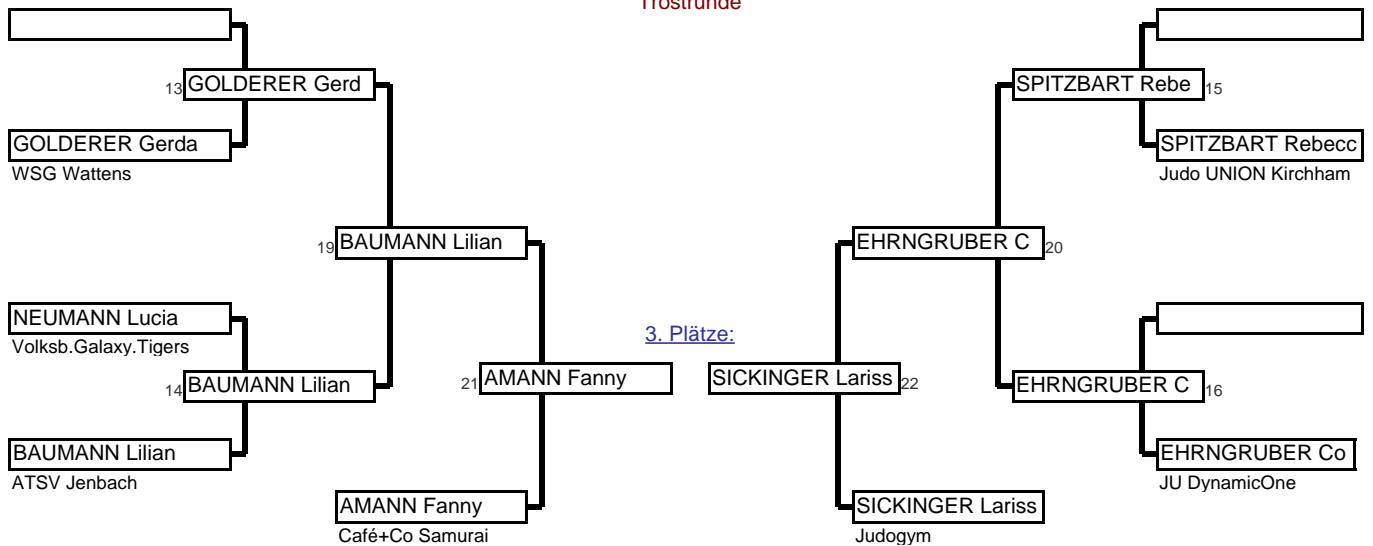 Trostrunde
13 GOLDERER Gerd
SPITZBART Rebe 15
GOLDERER Gerda
WSG Wattens
SPITZBART Rebecc
Judo UNION Kirchham
19 BAUMANN Lilian
EHRNGRUBER C 20
NEUMANN Lucia
Volksb.Galaxy.Tigers
3. Plätze:
14 BAUMANN Lilian
21 AMANN Fanny
SICKINGER Lariss 22
EHRNGRUBER C 16
BAUMANN Lilian
ATSV Jenbach
EHRNGRUBER Co
JU DynamicOne
AMANN Fanny
Café+Co Samurai
SICKINGER Lariss
Judogym